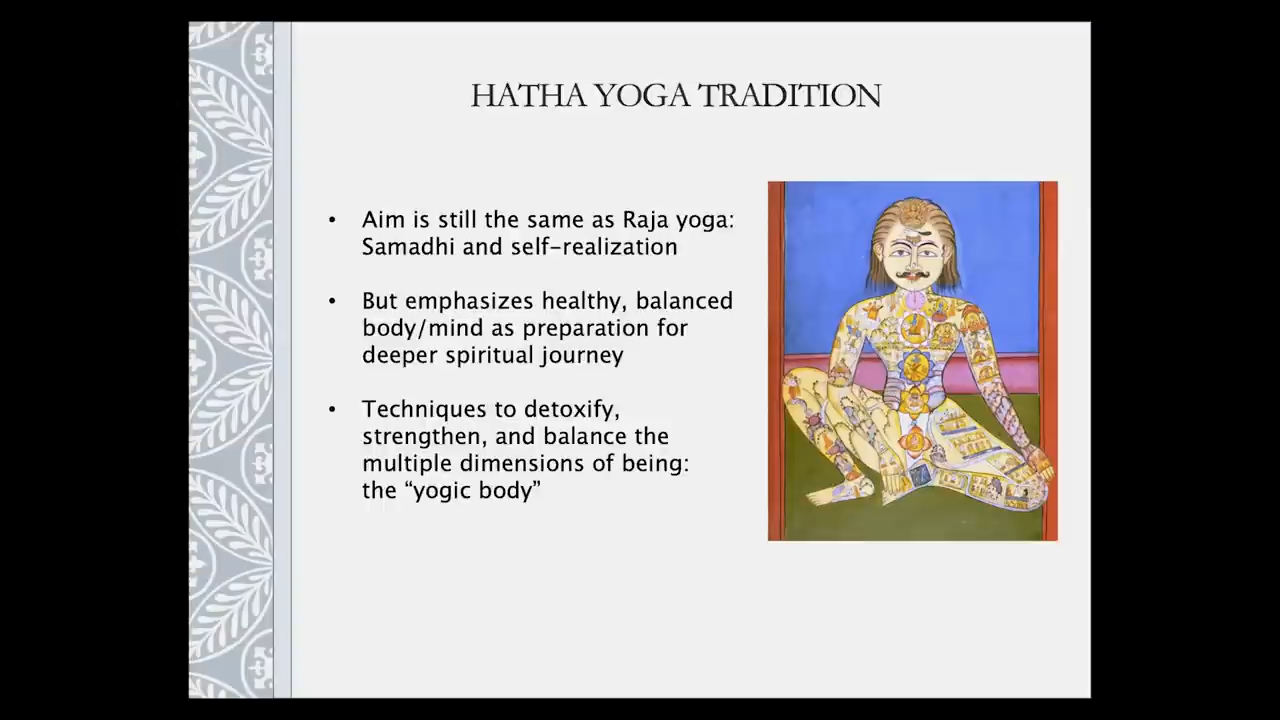 HATHA YOGA TRADITION
• Aim is still the same as Raja yoga:
Samadhi and self-realization
• But emphasizes healthy, balanced
body/mind as preparation for
deeper spiritual journey
• Techniques to detoxify,
strengthen, and balance the
multiple dimensions of being:
the “yogic body”